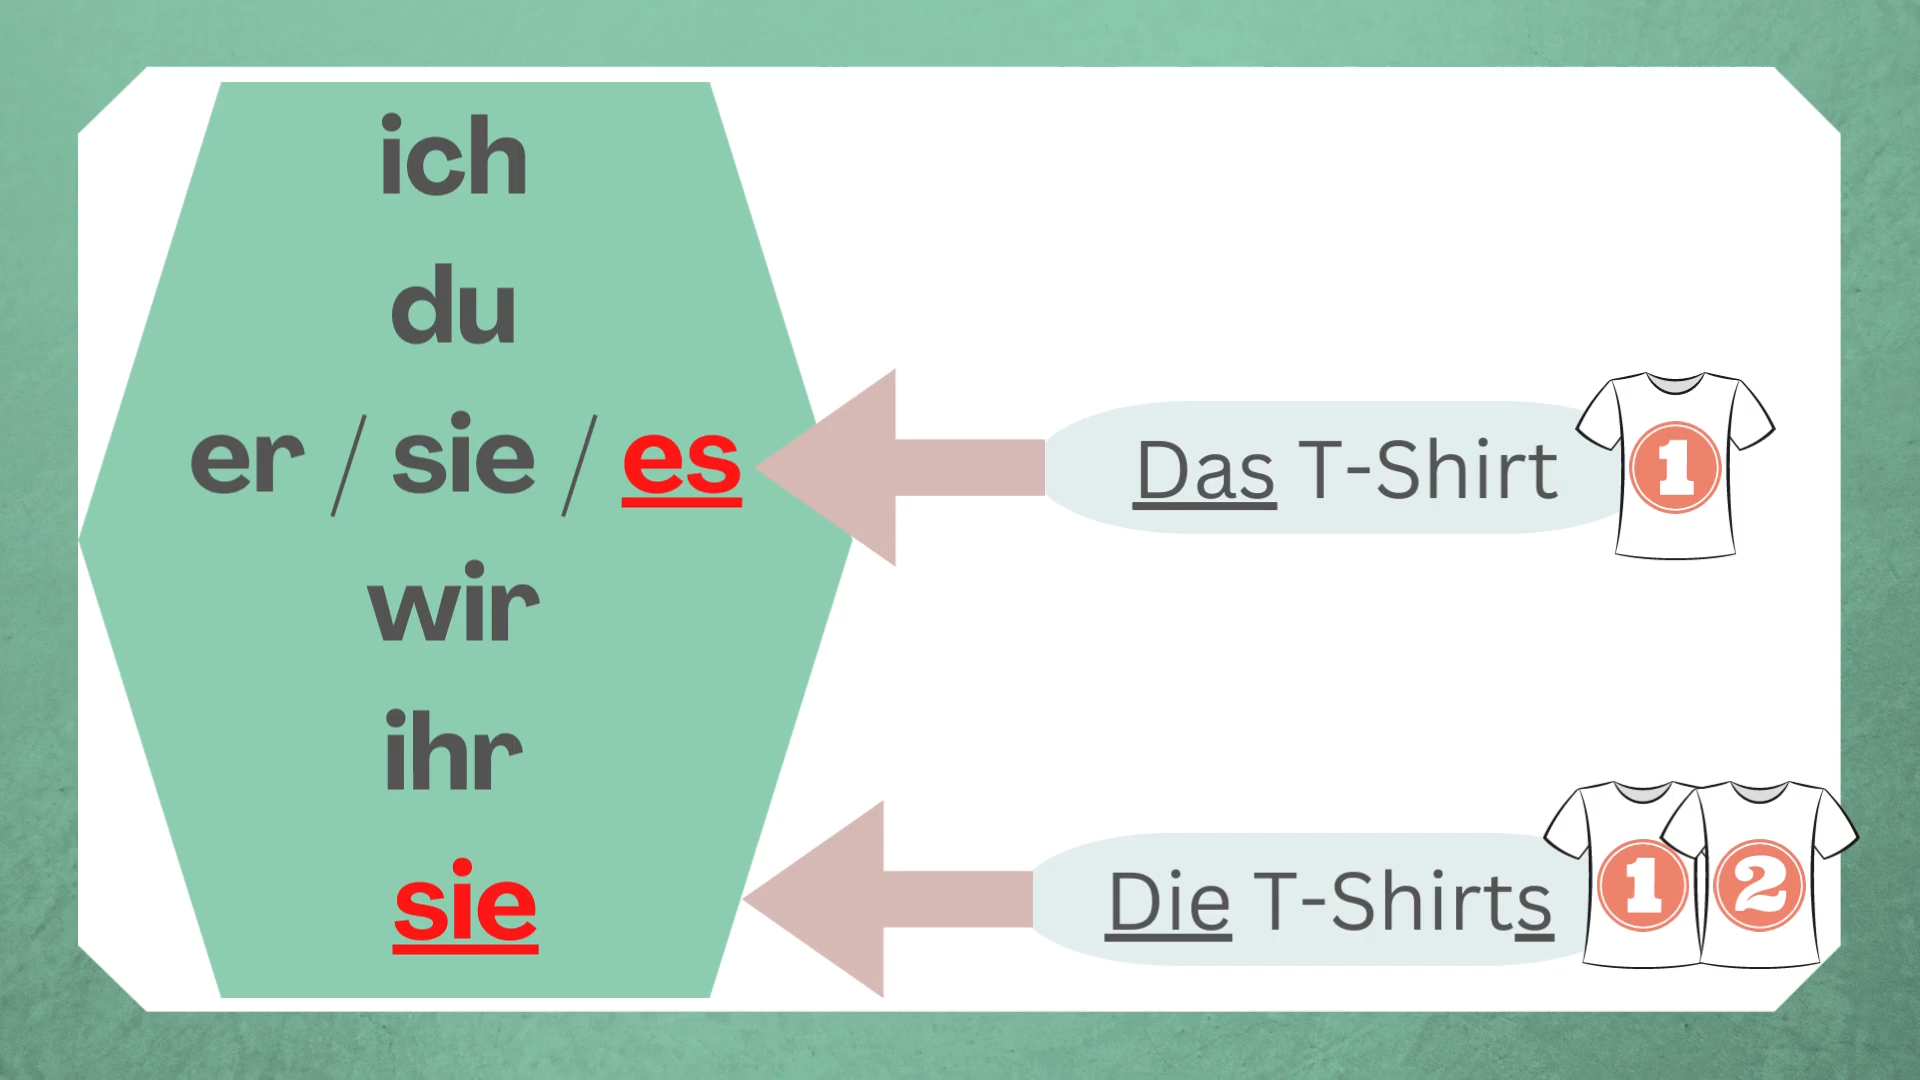 ich
du
er / sie / es
wir
ihr
sie
Das T-Shirt
1
Die T-Shirts
1 2